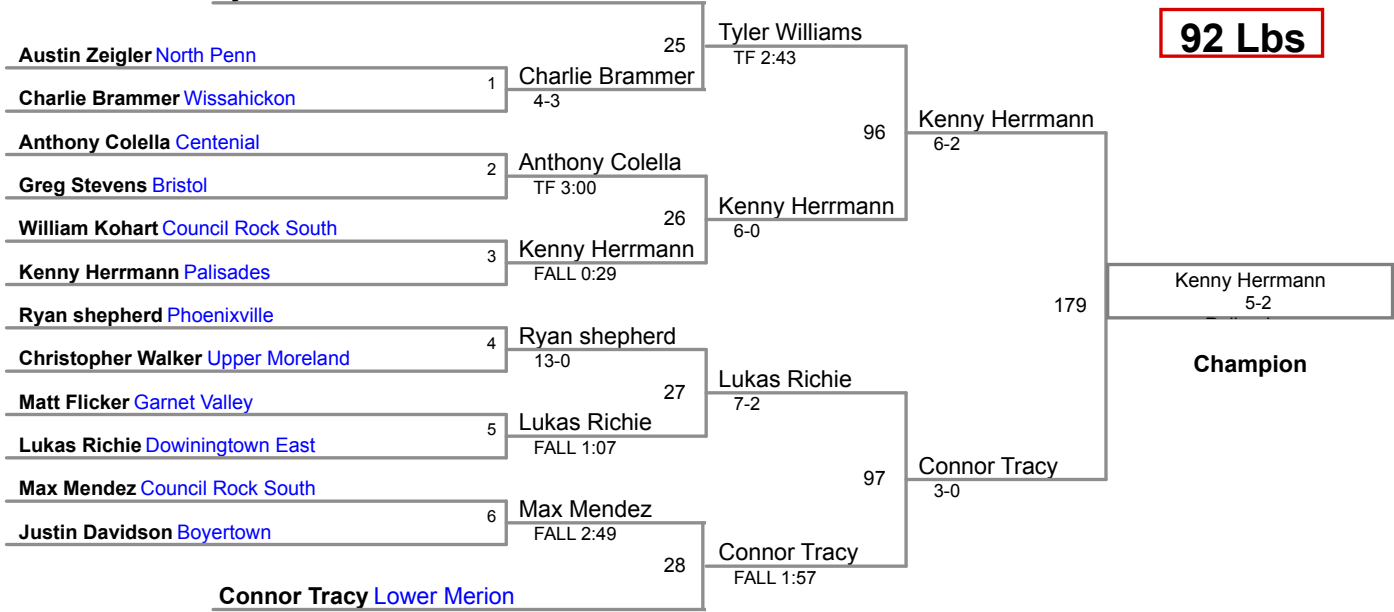 92 Lbs
Austin Zeigler North Penn
Charlie Brammer Wissahickon
Anthony Colella Centenial
Greg Stevens Bristol
William Kohart Council Rock South
Kenny Herrmann Palisades
Ryan shepherd Phoenixville
Christopher Walker Upper Moreland
Matt Flicker Garnet Valley
Lukas Richie Dowiningtown East
Max Mendez Council Rock South
Justin Davidson Boyertown
Connor Tracy Lower Merion
1
2
3
4
5
6
Charlie Brammer
4-3
Anthony Colella
TF 3:00
Kenny Herrmann
FALL 0:29
Ryan shepherd
13-0
Lukas Richie
FALL 1:07
Max Mendez
FALL 2:49
25
26
27
28
Tyler Williams
TF 2:43
Kenny Herrmann
6-0
Lukas Richie
7-2
Connor Tracy
FALL 1:57
96
97
Kenny Herrmann
6-2
Connor Tracy
3-0
179
Kenny Herrmann
5-2
Champion